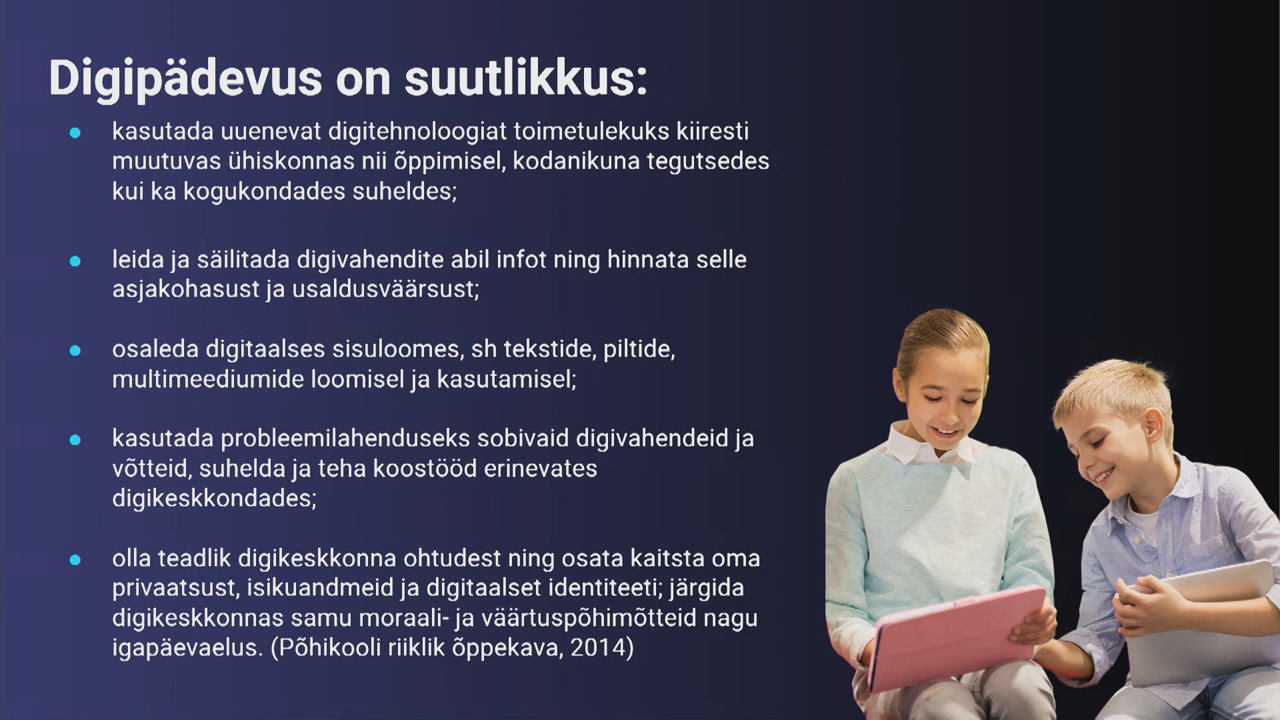 Digipädevus on suutlikkus:
● kasutada uuenevat digitehnoloogiat toimetulekuks kiiresti
muutuvas ühiskonnas nii õppimisel, kodanikuna tegutsedes
kui ka kogukondades suheldes;
● leida ja säilitada digivahendite abil infot ning hinnata selle
asjakohasust ja usaldusväärsust;
● osaleda digitaalses sisuloomes, sh tekstide, piltide,
multimeediumide loomisel ja kasutamisel;
● kasutada probleemilahenduseks sobivaid digivahendeid ja
võtteid, suhelda ja teha koostööd erinevates
digikeskkondades;
● olla teadlik digikeskkonna ohtudest ning osata kaitsta oma
privaatsust, isikuandmeid ja digitaalset identiteeti; järgida
digikeskkonnas samu moraali- ja väärtuspõhimõtteid nagu
igapäevaelus. (Põhikooli riiklik õppekava, 2014)